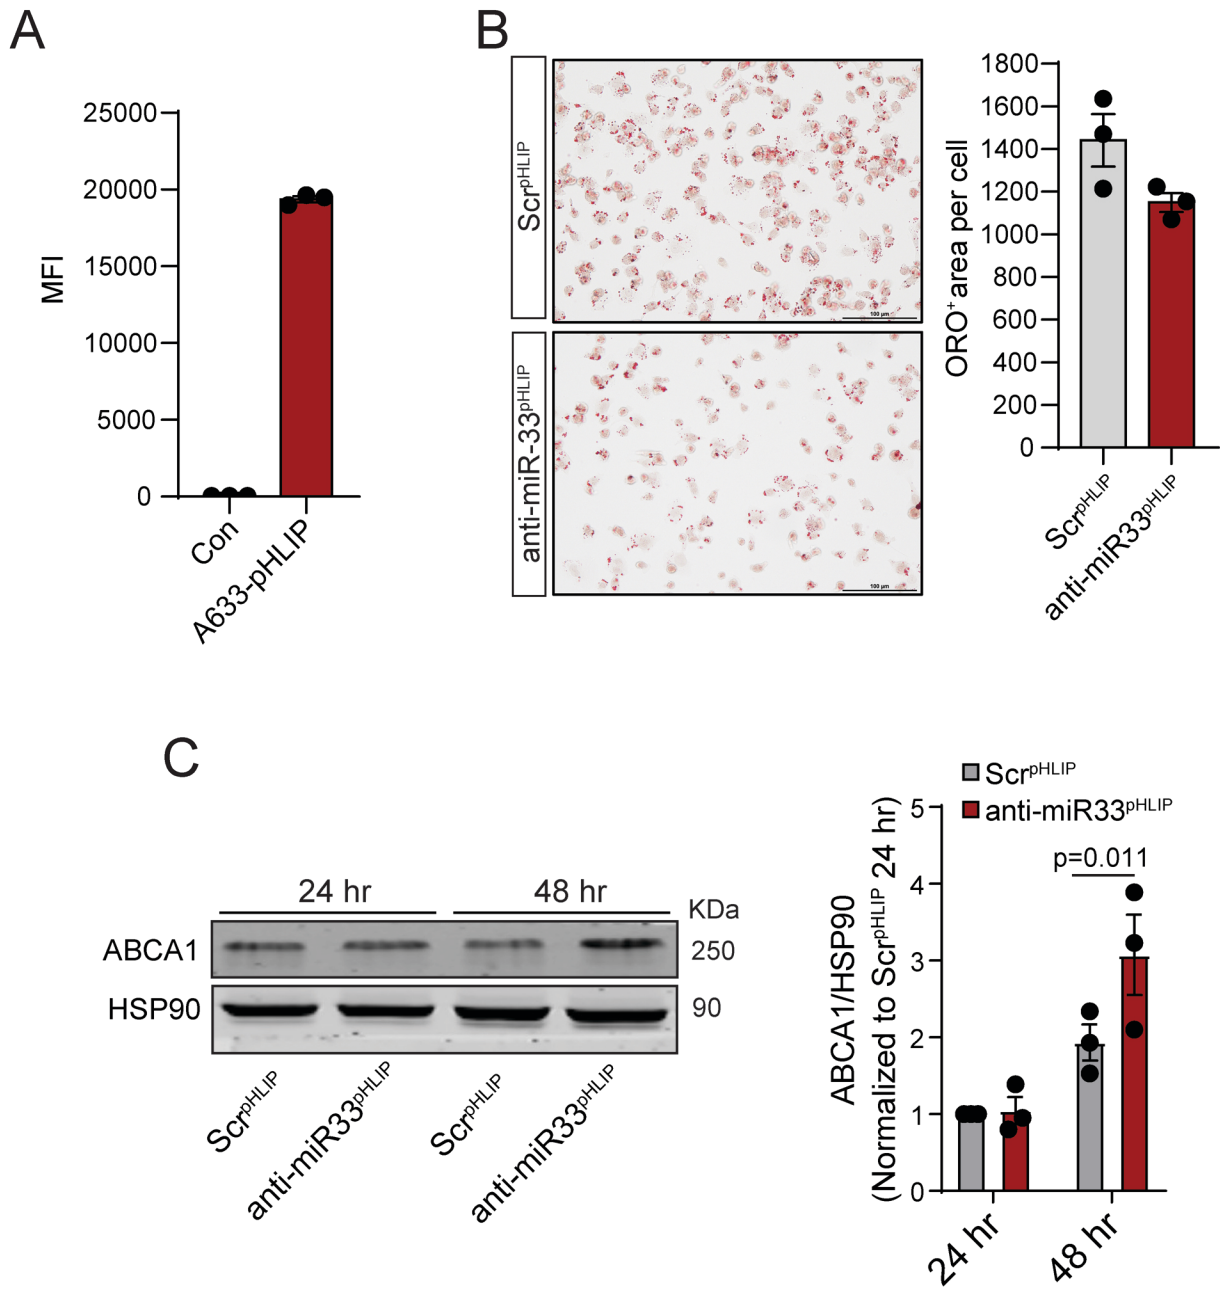 A
25000
20000
15000
10000
5000
0
MFI
Con
A633-pHLIP
B
Scr^pHLIP
anti-miR-33^pHLIP
100 µm
100 µm
1800
1600
1400
1200
1000
800
600
400
200
0
ORO⁺ area per cell
Scr^pHLIP
anti-miR33^pHLIP
C
24 hr
48 hr
KDa
ABCA1
250
HSP90
90
Scr^pHLIP
anti-miR33^pHLIP
Scr^pHLIP
anti-miR33^pHLIP
Scr^pHLIP
anti-miR33^pHLIP
p=0.011
5
4
3
2
1
0
ABCA1/HSP90
(Normalized to Scr^pHLIP 24 hr)
24 hr
48 hr